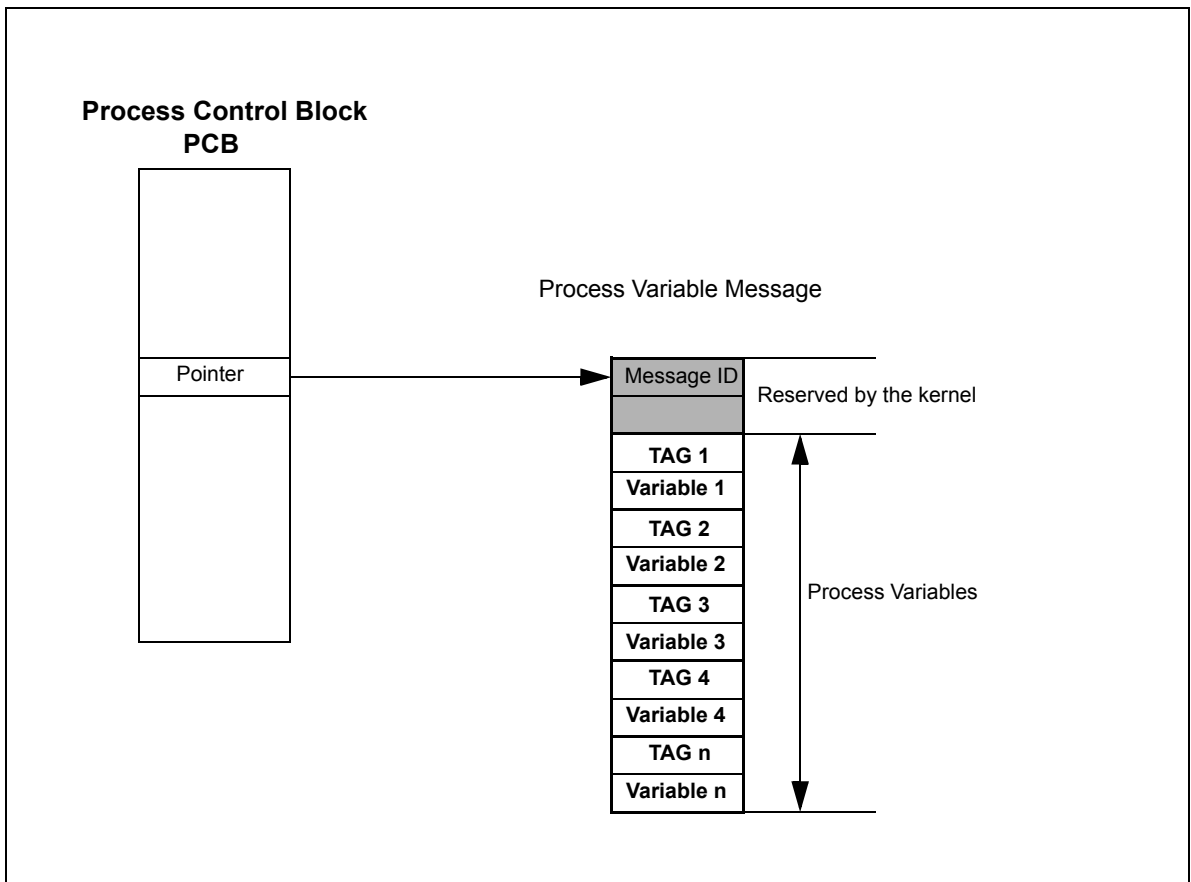 Process Control Block
PCB
Process Variable Message
Pointer
Message ID
Reserved by the kernel
TAG 1
Variable 1
TAG 2
Variable 2
Process Variables
TAG 3
Variable 3
TAG 4
Variable 4
TAG n
Variable n